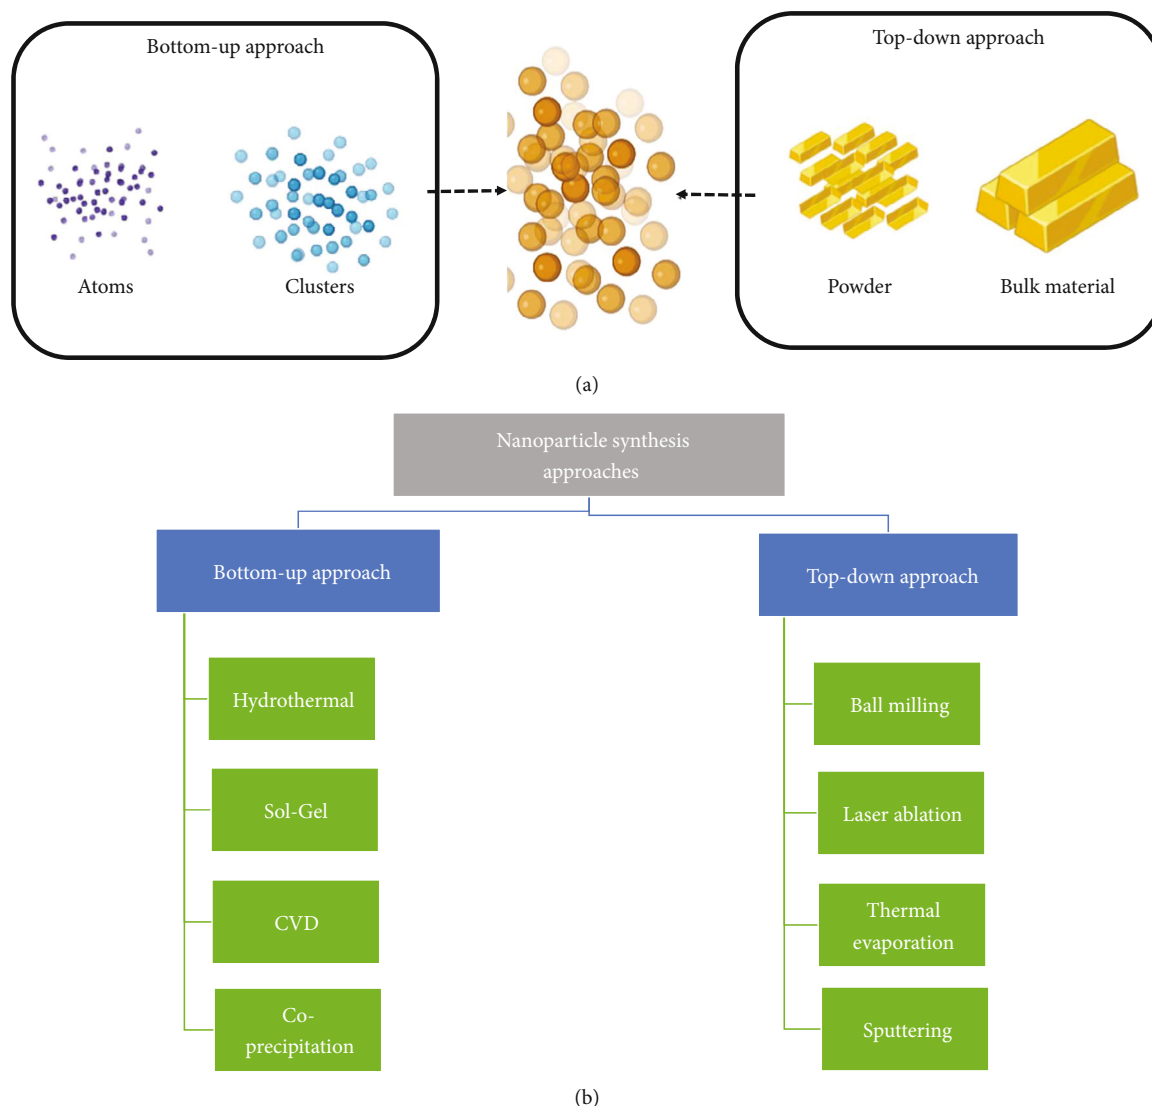 Bottom-up approach
Top-down approach
Atoms
Clusters
Powder
Bulk material
(a)
Nanoparticle synthesis
approaches
Bottom-up approach
Top-down approach
Hydrothermal
Sol-Gel
CVD
Co-
precipitation
Ball milling
Laser ablation
Thermal
evaporation
Sputtering
(b)